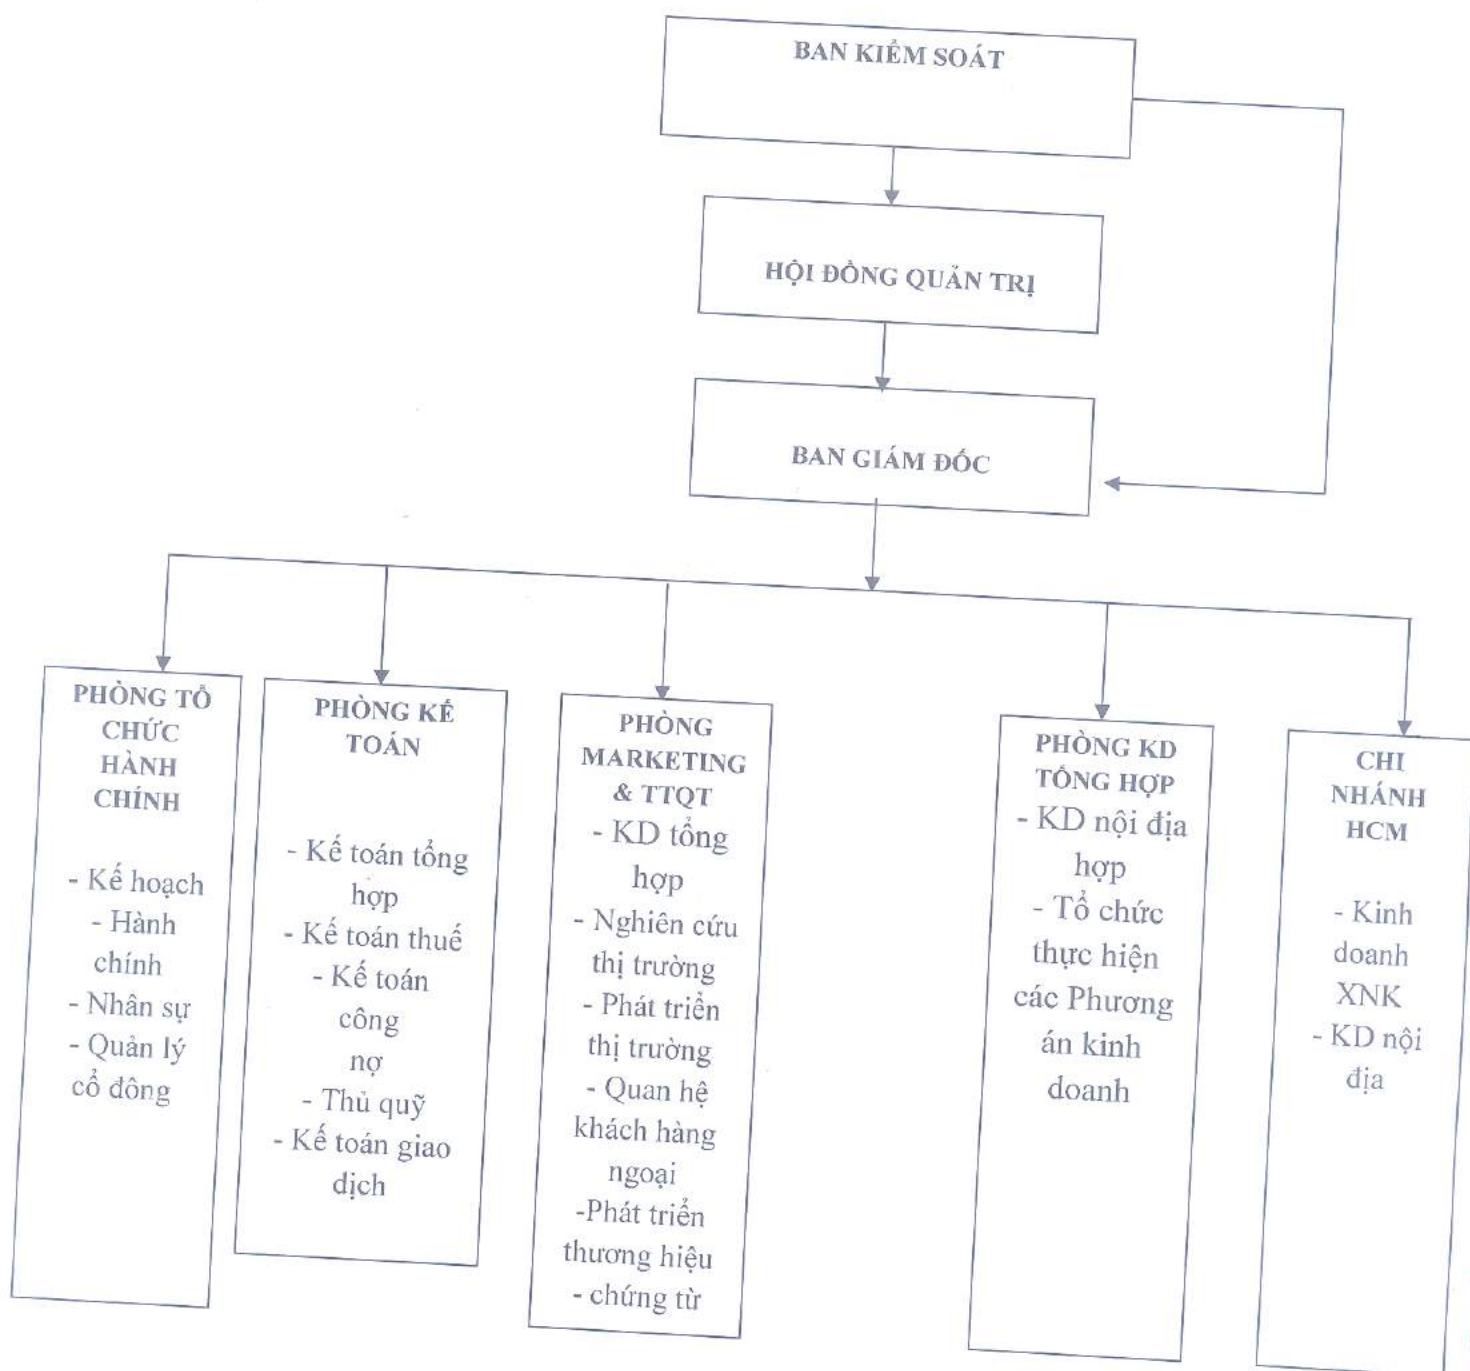 BAN KIỂM SOÁT
HỘI ĐỒNG QUẢN TRỊ
BAN GIÁM ĐỐC
PHÒNG TỔ
CHỨC
HÀNH
CHÍNH
- Kế hoạch
- Hành
chính
- Nhân sự
- Quản lý
cổ đông
PHÒNG KẾ
TOÁN
- Kế toán tổng
hợp
- Kế toán thuế
- Kế toán
công
nợ
- Thủ quỹ
- Kế toán giao
dịch
PHÒNG
MARKETING
& TTQT
- KD tổng
hợp
- Nghiên cứu
thị trường
- Phát triển
thị trường
- Quan hệ
khách hàng
ngoại
-Phát triển
thương hiệu
- chứng từ
PHÒNG KD
TỔNG HỢP
- KD nội địa
hợp
- Tổ chức
thực hiện
các Phương
án kinh
doanh
CHI
NHÁNH
HCM
- Kinh
doanh
XNK
- KD nội
địa